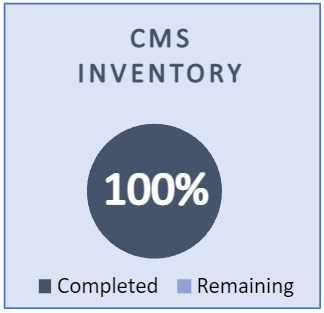 CMS
INVENTORY
100%
Completed Remaining